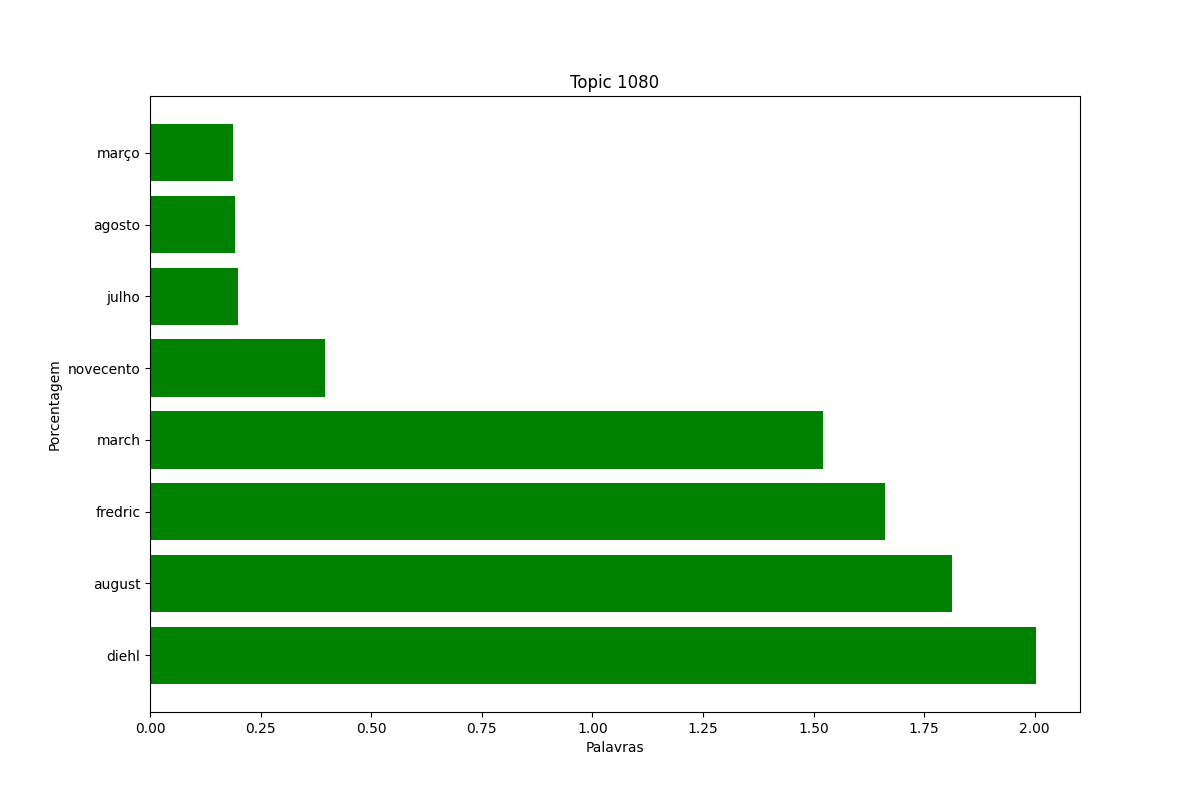 Topic 1080
março
agosto
julho
novecento
march
fredric
august
diehl
Porcentagem
0.00 0.25 0.50 0.75 1.00 1.25 1.50 1.75 2.00
Palavras